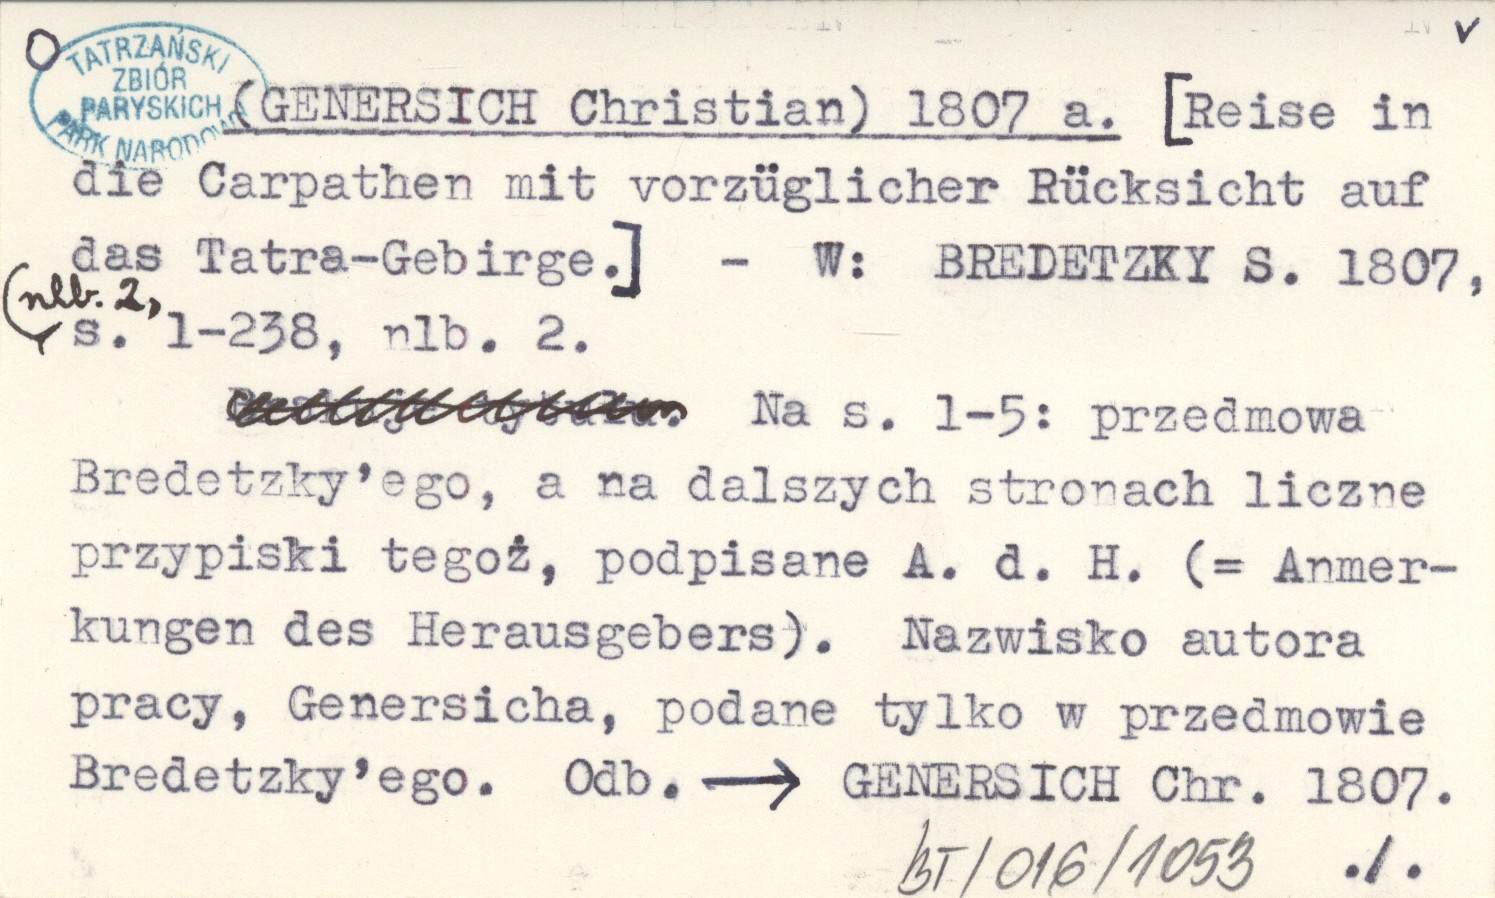 O
v
TATRZAŃSKI
ZBIÓR
PARYSKICH
PARK NARODOW
(GENERSICH Christian) 1807 a. [Reise in
die Carpathen mit vorzüglicher Rücksicht auf
das Tatra-Gebirge.] - W: BREDETZKY S. 1807,
(nlb. 2,
s. 1-238, nlb. 2.
Na s. 1-5: przedmowa
Bredetzky'ego, a na dalszych stronach liczne
przypiski tegoż, podpisane A. d. H. (= Anmer-
kungen des Herausgebers). Nazwisko autora
pracy, Genersicha, podane tylko w przedmowie
Bredetzky'ego. Odb. → GENERSICH Chr. 1807.
BT/016/1053 ./.